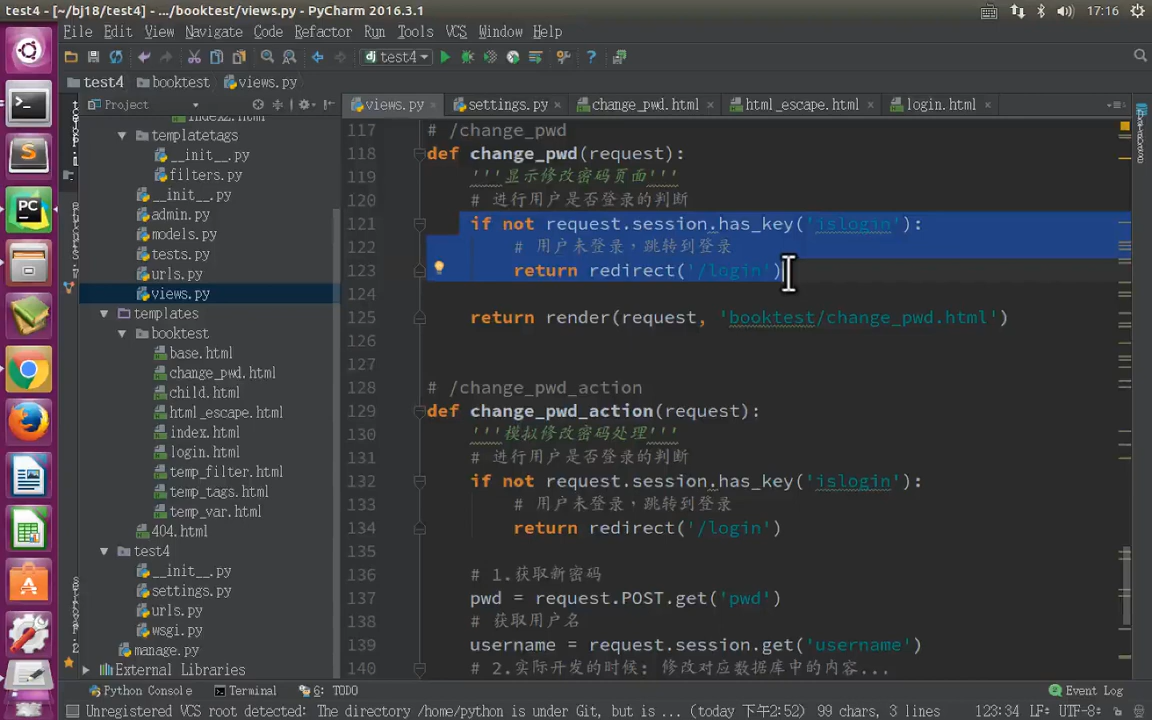 test4 - [~/bj18/test4] - .../booktest/views.py - PyCharm 2016.3.1
17:16
File Edit View Navigate Code Refactor Run Tools VCS Window Help
test4
test4 booktest views.py
Project
views.py settings.py change_pwd.html html_escape.html login.html
index2.html
templatetags
__init__.py
filters.py
__init__.py
admin.py
models.py
tests.py
urls.py
views.py
templates
booktest
base.html
change_pwd.html
child.html
html_escape.html
index.html
login.html
temp_filter.html
temp_tags.html
temp_var.html
404.html
test4
__init__.py
settings.py
urls.py
wsgi.py
manage.py
External Libraries
117 # /change_pwd
118 def change_pwd(request):
119 '''显示修改密码页面'''
120 # 进行用户是否登录的判断
121 if not request.session.has_key('islogin'):
122 # 用户未登录，跳转到登录
123 return redirect('/login')
124
125 return render(request, 'booktest/change_pwd.html')
126
127
128 # /change_pwd_action
129 def change_pwd_action(request):
130 '''模拟修改密码处理'''
131 # 进行用户是否登录的判断
132 if not request.session.has_key('islogin'):
133 # 用户未登录，跳转到登录
134 return redirect('/login')
135
136 # 1.获取新密码
137 pwd = request.POST.get('pwd')
138 # 获取用户名
139 username = request.session.get('username')
140 # 2.实际开发的时候: 修改对应数据库中的内容...
Python Console Terminal 6: TODO Event Log
Unregistered VCS root detected: The directory /home/python is under Git, but is ... (today 下午2:52) 99 chars, 3 lines 123:34 LF÷ UTF-8÷